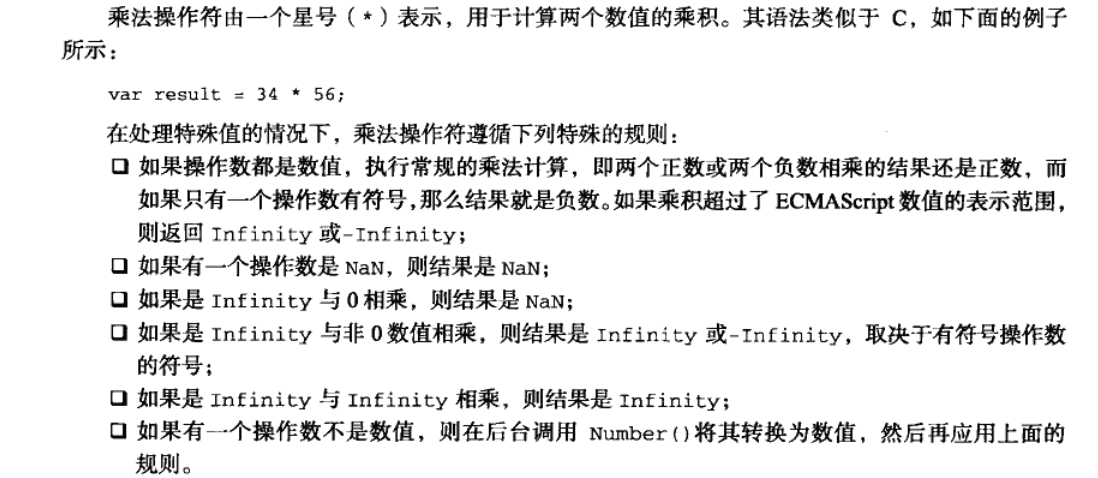 乘法操作符由一个星号（*）表示，用于计算两个数值的乘积。其语法类似于 C，如下面的例子
所示：
var result = 34 * 56;
在处理特殊值的情况下，乘法操作符遵循下列特殊的规则：
❑ 如果操作数都是数值，执行常规的乘法计算，即两个正数或两个负数相乘的结果还是正数，而
如果只有一个操作数有符号，那么结果就是负数。如果乘积超过了 ECMAScript 数值的表示范围，
则返回 Infinity 或-Infinity；
❑ 如果有一个操作数是 NaN，则结果是 NaN；
❑ 如果是 Infinity 与 0 相乘，则结果是 NaN；
❑ 如果是 Infinity 与非 0 数值相乘，则结果是 Infinity 或-Infinity，取决于有符号操作数
的符号；
❑ 如果是 Infinity 与 Infinity 相乘，则结果是 Infinity；
❑ 如果有一个操作数不是数值，则在后台调用 Number()将其转换为数值，然后再应用上面的
规则。